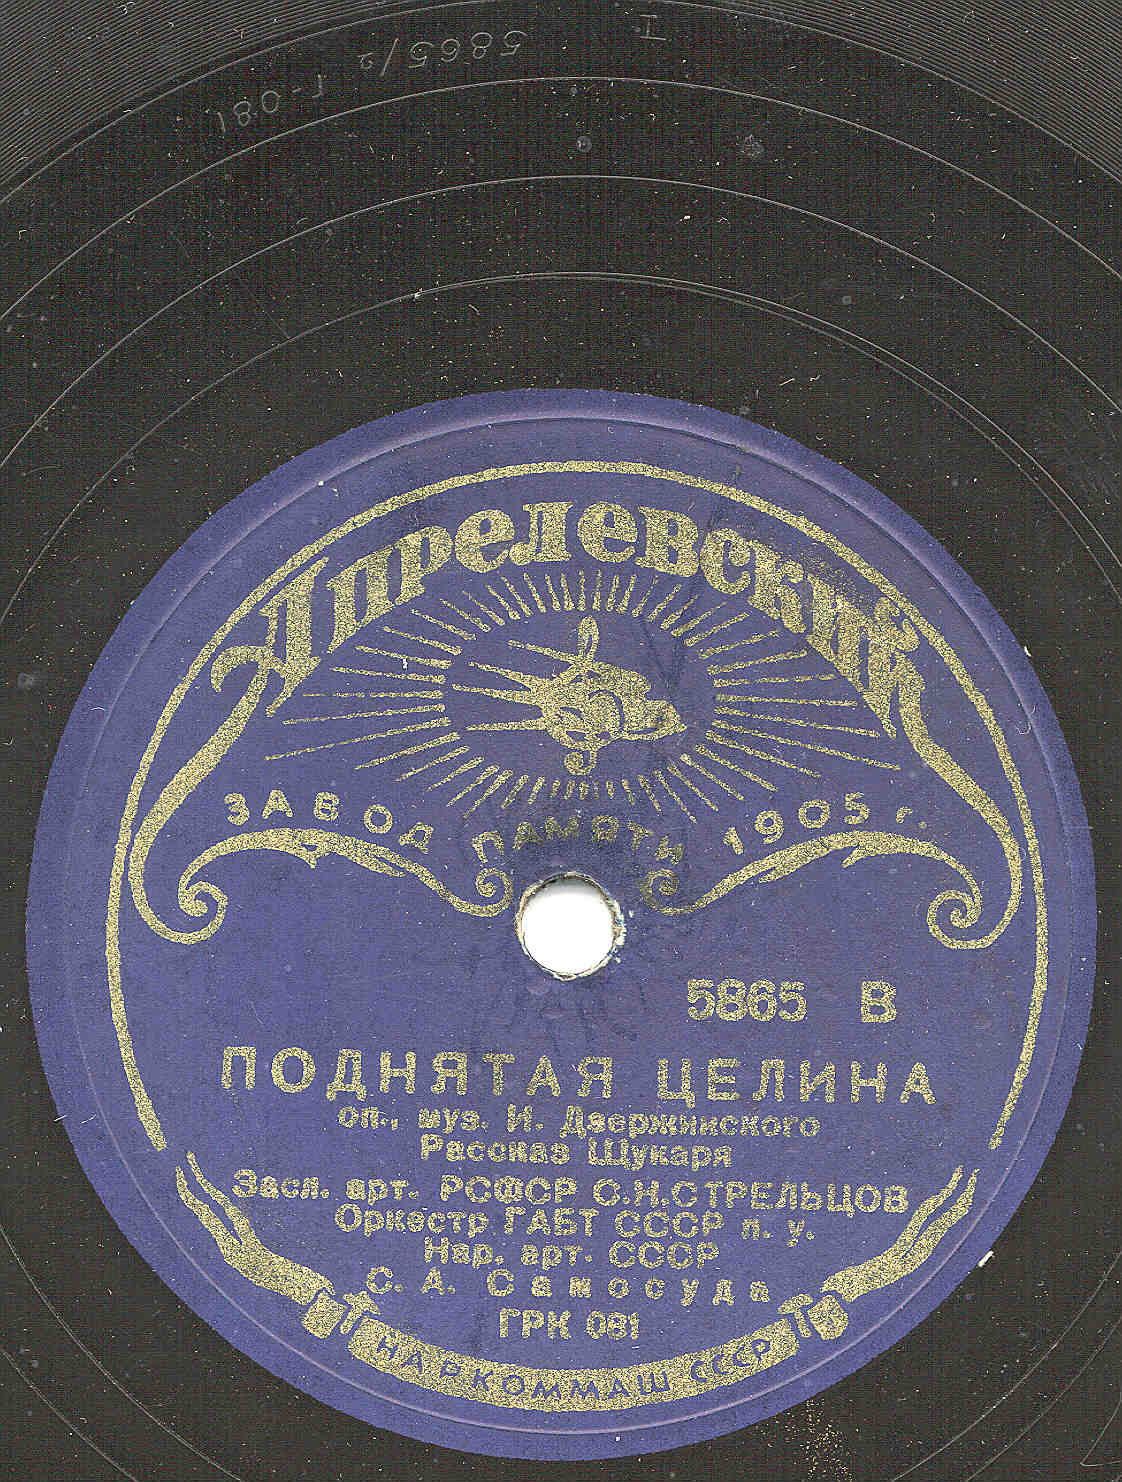 I
5865/2
Г-081
Апрелевский
ЗАВОД ПАМЯТИ 1905 г.
5865 В
ПОДНЯТАЯ ЦЕЛИНА
оп., муз. И. Дзержинского
Рассказ Щукаря
Засл. арт. РСФСР С.Н.СТРЕЛЬЦОВ
Оркестр ГАБТ СССР п. у.
Нар. арт. СССР
С. А. Самосуда
ГРК 081
НАРКОММАШ СССР